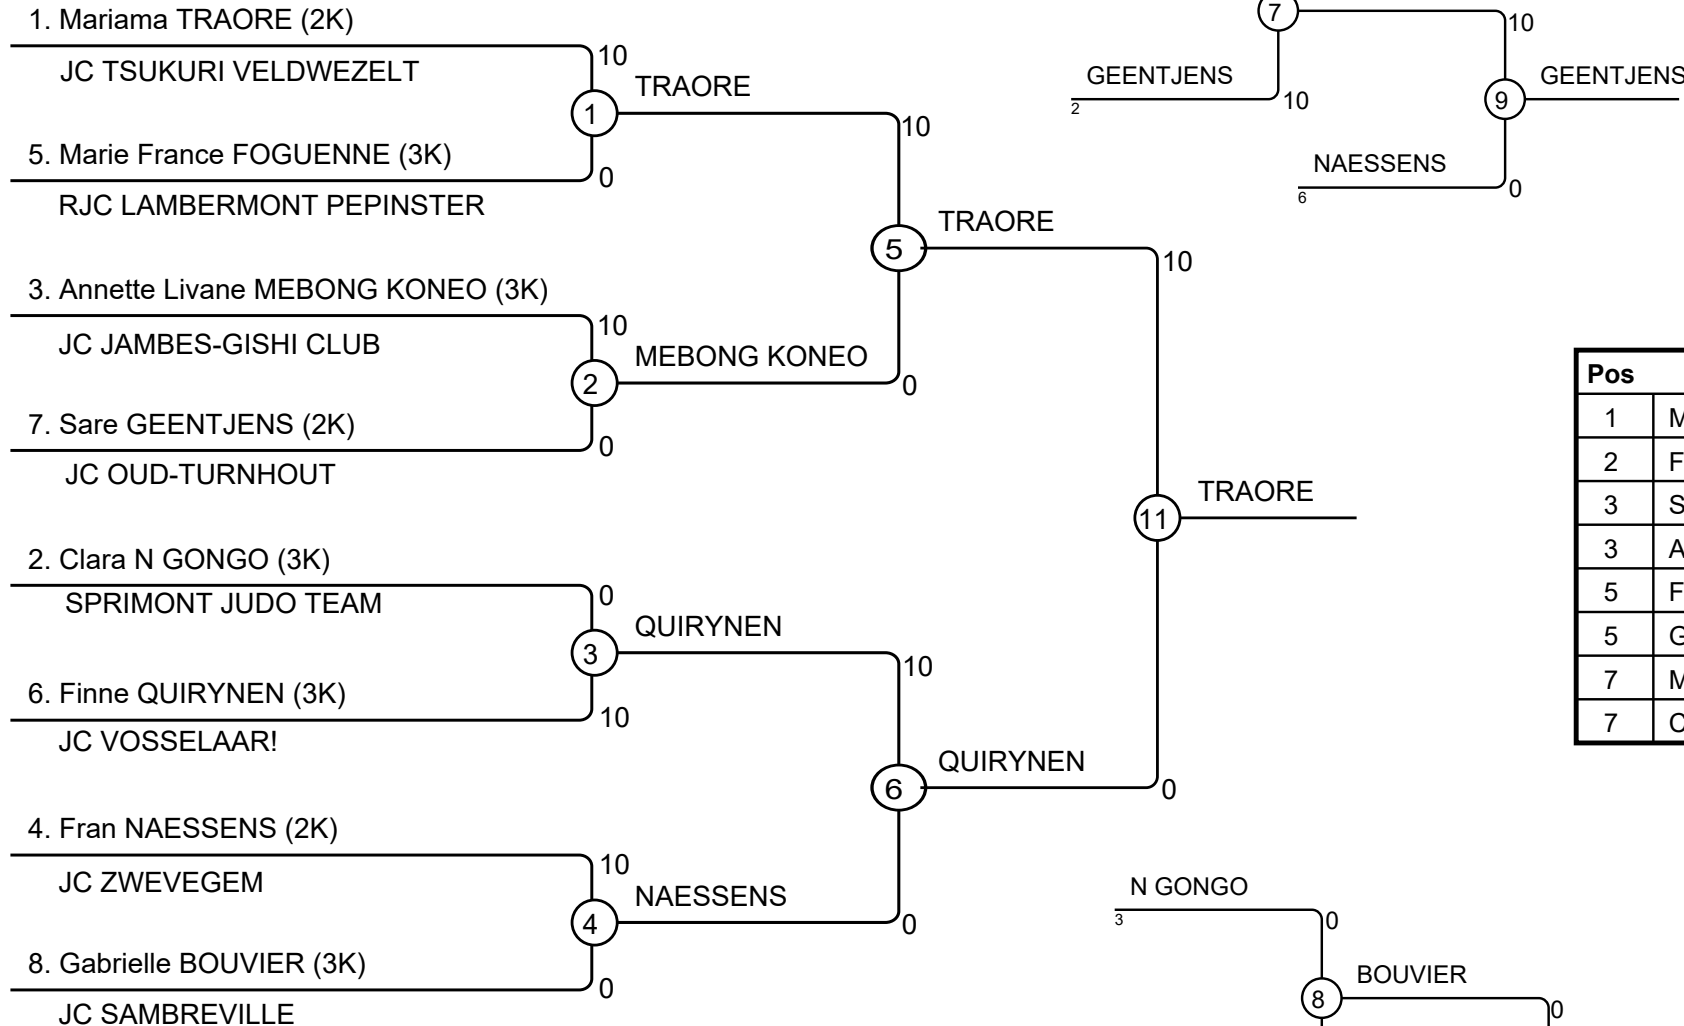 1. Mariama TRAORE (2K)
JC TSUKURI VELDWEZELT
10
1
TRAORE
5. Marie France FOGUENNE (3K)
0
RJC LAMBERMONT PEPINSTER
10
5
TRAORE
3. Annette Livane MEBONG KONEO (3K)
10
JC JAMBES-GISHI CLUB
2
MEBONG KONEO
0
7. Sare GEENTJENS (2K)
0
JC OUD-TURNHOUT
10
11
TRAORE
2. Clara N GONGO (3K)
0
SPRIMONT JUDO TEAM
3
QUIRYNEN
10
6. Finne QUIRYNEN (3K)
10
JC VOSSELAAR!
6
QUIRYNEN
0
4. Fran NAESSENS (2K)
10
JC ZWEVEGEM
4
NAESSENS
0
8. Gabrielle BOUVIER (3K)
0
JC SAMBREVILLE
7
10
GEENTJENS
2
10
9
GEENTJENS
NAESSENS
6
0
Pos
1 M
2 F
3 S
3 A
5 F
5 G
7 M
7 C
N GONGO
3
0
8
BOUVIER
0